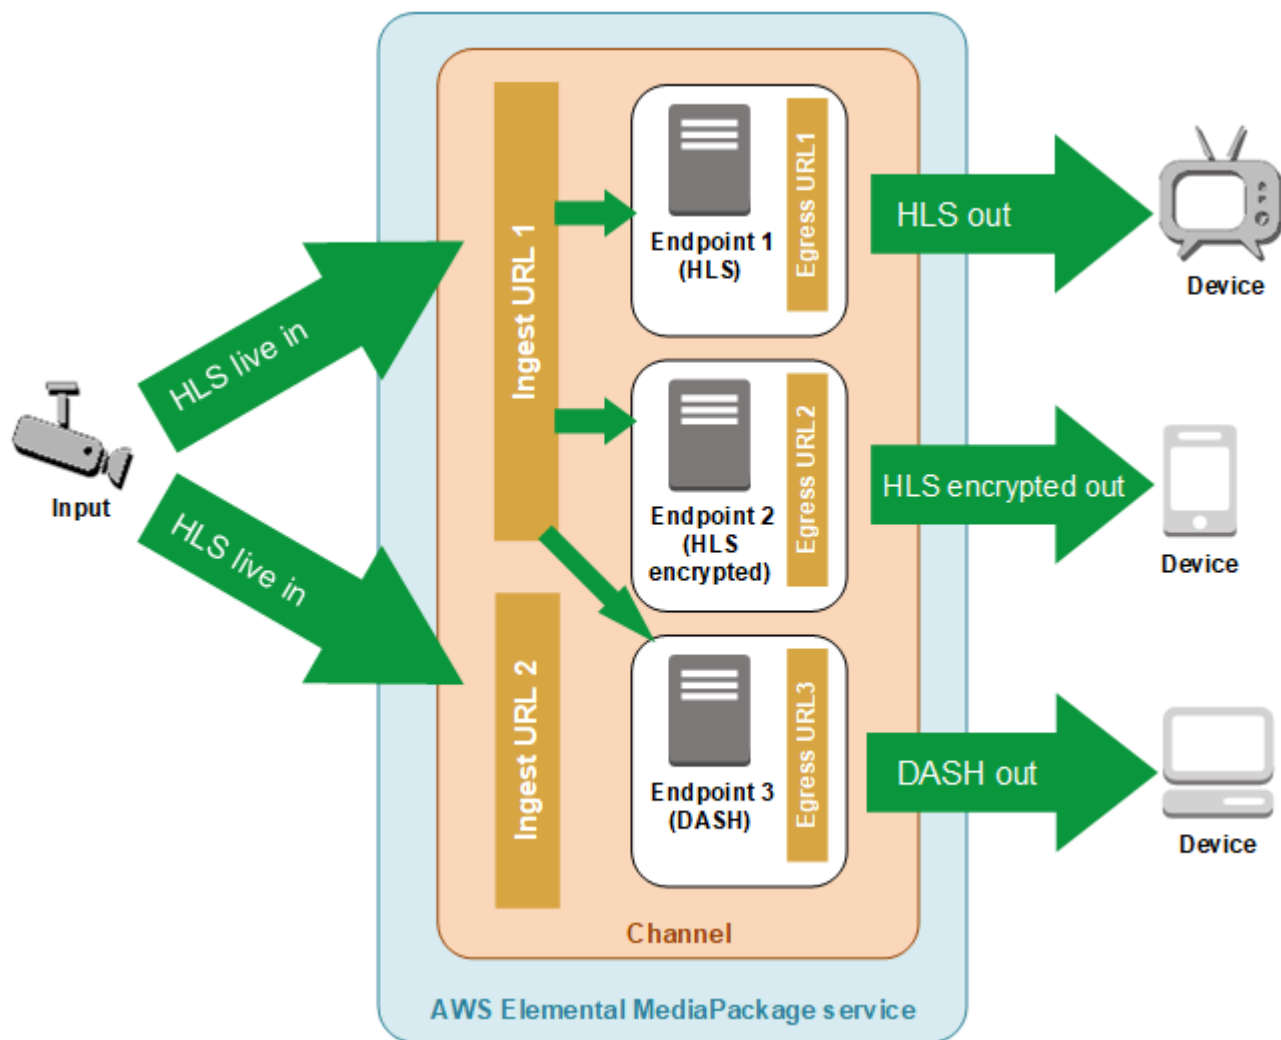 HLS live in
HLS live in
Input
Ingest URL 1
Ingest URL 2
Endpoint 1
(HLS)
Egress URL1
Endpoint 2
(HLS
encrypted)
Egress URL2
Endpoint 3
(DASH)
Egress URL3
HLS out
Device
HLS encrypted out
Device
DASH out
Device
Channel
AWS Elemental MediaPackage service